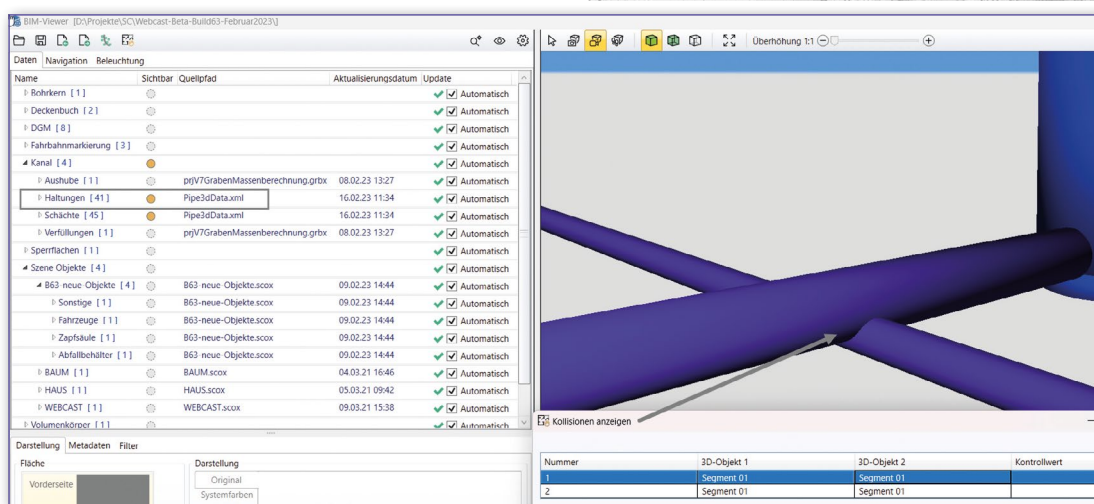 BIM-Viewer [D:\Projekte\SC\Webcast-Beta-Build63-Februar2023\]
Überhöhung 1:1
Daten Navigation Beleuchtung
Name Sichtbar Quellpfad Aktualisierungsdatum Update
Bohrkern [1] Automatisch
Deckenbuch [2] Automatisch
DGM [8] Automatisch
Fahrbahnmarkierung [3] Automatisch
Kanal [4] Automatisch
Aushube [1] prjV7GrabenMassenberechnung.grbx 08.02.23 13:27 Automatisch
Haltungen [41] Pipe3dData.xml 16.02.23 11:34 Automatisch
Schächte [45] Pipe3dData.xml 16.02.23 11:34 Automatisch
Verfüllungen [1] prjV7GrabenMassenberechnung.grbx 08.02.23 13:27 Automatisch
Sperrflächen [1] Automatisch
Szene Objekte [4] Automatisch
B63-neue-Objekte [4] B63-neue-Objekte.scox 09.02.23 14:44 Automatisch
Sonstige [1] B63-neue-Objekte.scox 09.02.23 14:44 Automatisch
Fahrzeuge [1] B63-neue-Objekte.scox 09.02.23 14:44 Automatisch
Zapfsäule [1] B63-neue-Objekte.scox 09.02.23 14:44 Automatisch
Abfallbehälter [1] B63-neue-Objekte.scox 09.02.23 14:44 Automatisch
BAUM [1] BAUM.scox 04.03.21 16:46 Automatisch
HAUS [1] HAUS.scox 05.03.21 09:42 Automatisch
WEBCAST [1] WEBCAST.scox 09.03.21 15:38 Automatisch
Volumenkörper [1] Automatisch
Darstellung Metadaten Filter
Fläche Darstellung
Vorderseite Original
Systemfarben
Kollisionen anzeigen
Nummer 3D-Objekt 1 3D-Objekt 2 Kontrollwert
1 Segment 01 Segment 01
2 Segment 01 Segment 01